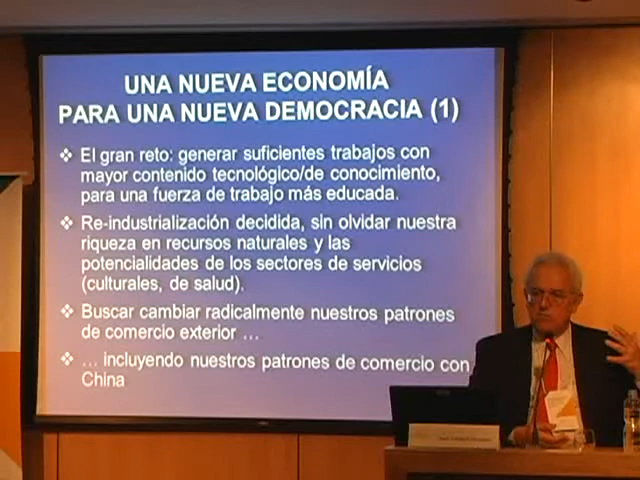 UNA NUEVA ECONOMÍA
PARA UNA NUEVA DEMOCRACIA (1)
❖ El gran reto: generar suficientes trabajos con
mayor contenido tecnológico/de conocimiento,
para una fuerza de trabajo más educada.
❖ Re-industrialización decidida, sin olvidar nuestra
riqueza en recursos naturales y las
potencialidades de los sectores de servicios
(culturales, de salud).
❖ Buscar cambiar radicalmente nuestros patrones
de comercio exterior ...
❖ ... incluyendo nuestros patrones de comercio con
China